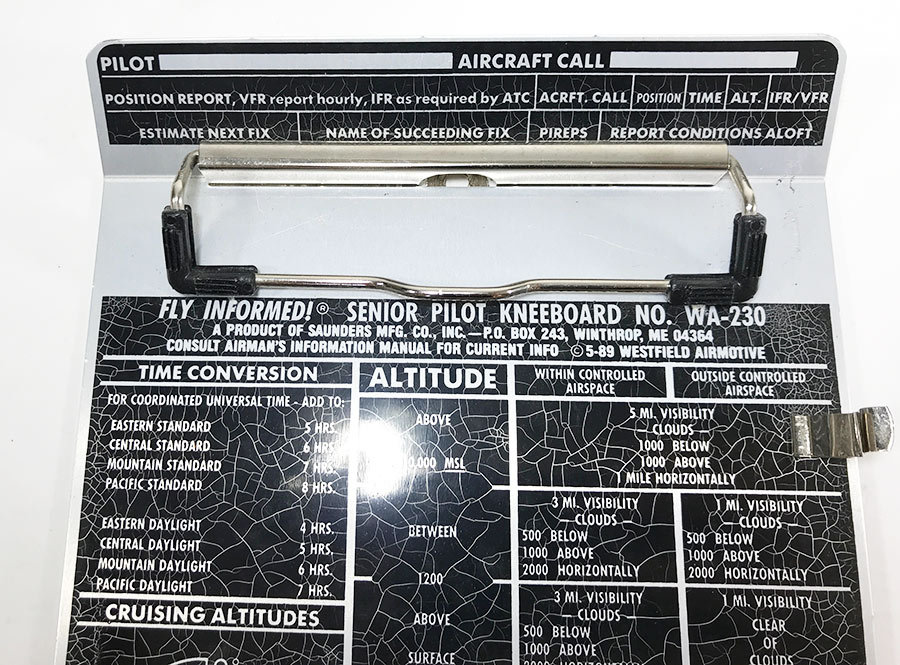 PILOT AIRCRAFT CALL
POSITION REPORT, VFR report hourly, IFR as required by ATC ACRFT. CALL POSITION TIME ALT. IFR/VFR
ESTIMATE NEXT FIX NAME OF SUCCEEDING FIX PIREPS REPORT CONDITIONS ALOFT
FLY INFORMED!® SENIOR PILOT KNEEBOARD NO. WA-230
A PRODUCT OF SAUNDERS MFG. CO., INC.—P.O. BOX 243, WINTHROP, ME 04364
CONSULT AIRMAN'S INFORMATION MANUAL FOR CURRENT INFO © 5-89 WESTFIELD AIRMOTIVE
TIME CONVERSION
FOR COORDINATED UNIVERSAL TIME - ADD TO:
EASTERN STANDARD 5 HRS.
CENTRAL STANDARD 6 HRS.
MOUNTAIN STANDARD 7 HRS.
PACIFIC STANDARD 8 HRS.
EASTERN DAYLIGHT 4 HRS.
CENTRAL DAYLIGHT 5 HRS.
MOUNTAIN DAYLIGHT 6 HRS.
PACIFIC DAYLIGHT 7 HRS.
CRUISING ALTITUDES
0°
ALTITUDE
ABOVE
MSL
BETWEEN
1200
ABOVE
SURFACE
WITHIN CONTROLLED
AIRSPACE
OUTSIDE CONTROLLED
AIRSPACE
5 MI. VISIBILITY
CLOUDS
1000 BELOW
1000 ABOVE
1 MILE HORIZONTALLY
3 MI. VISIBILITY
— CLOUDS —
500 BELOW
1000 ABOVE
2000 HORIZONTALLY
1 MI. VISIBILITY
— CLOUDS —
500 BELOW
1000 ABOVE
2000 HORIZONTALLY
3 MI. VISIBILITY
— CLOUDS —
500 BELOW
1000 ABOVE
2000 HORIZONTALLY
1 MI. VISIBILITY
CLEAR
OF
CLOUDS